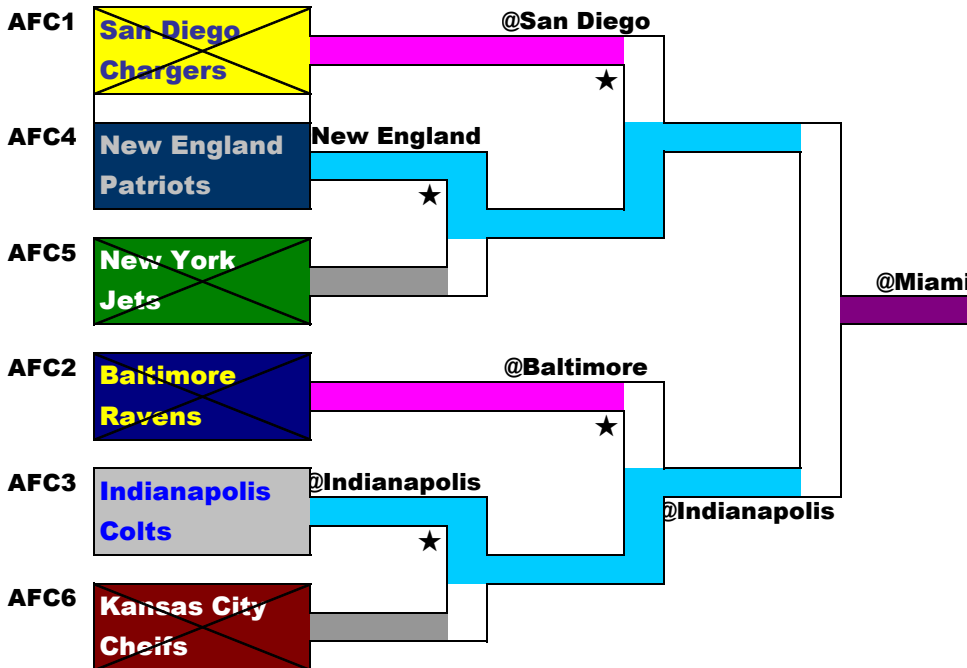 AFC1
San Diego
Chargers
@San Diego
★
AFC4
New England
Patriots
New England
★
AFC5
New York
Jets
@Miami
AFC2
Baltimore
Ravens
@Baltimore
★
AFC3
Indianapolis
Colts
@Indianapolis
★
@Indianapolis
AFC6
Kansas City
Cheifs